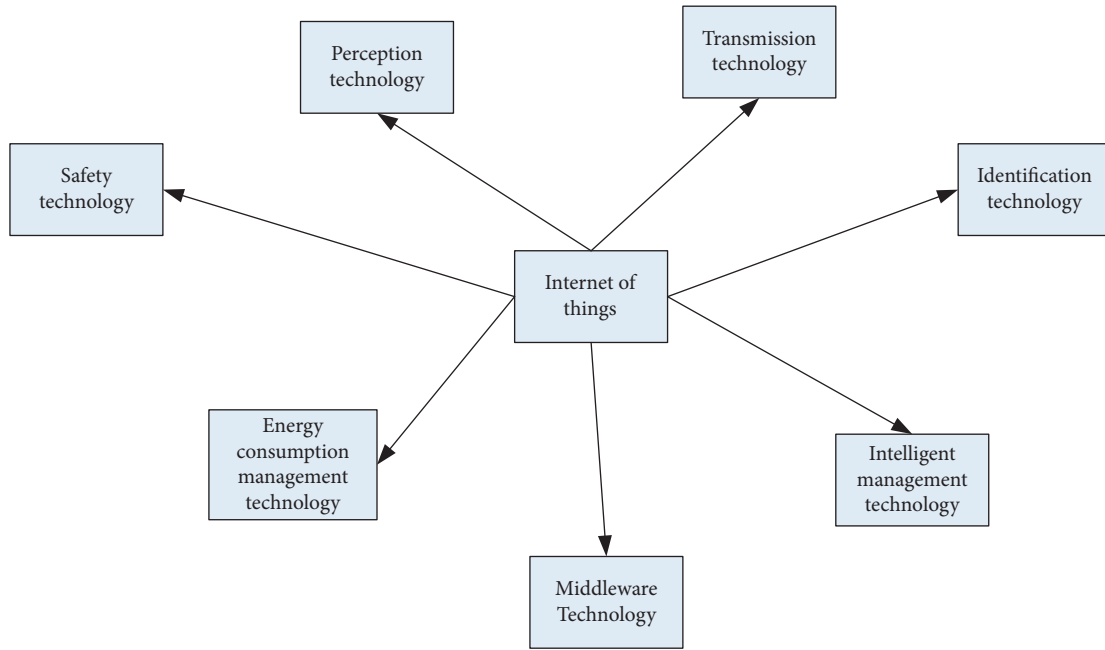 Perception
technology
Transmission
technology
Safety
technology
Identification
technology
Internet of
things
Energy
consumption
management
technology
Intelligent
management
technology
Middleware
Technology